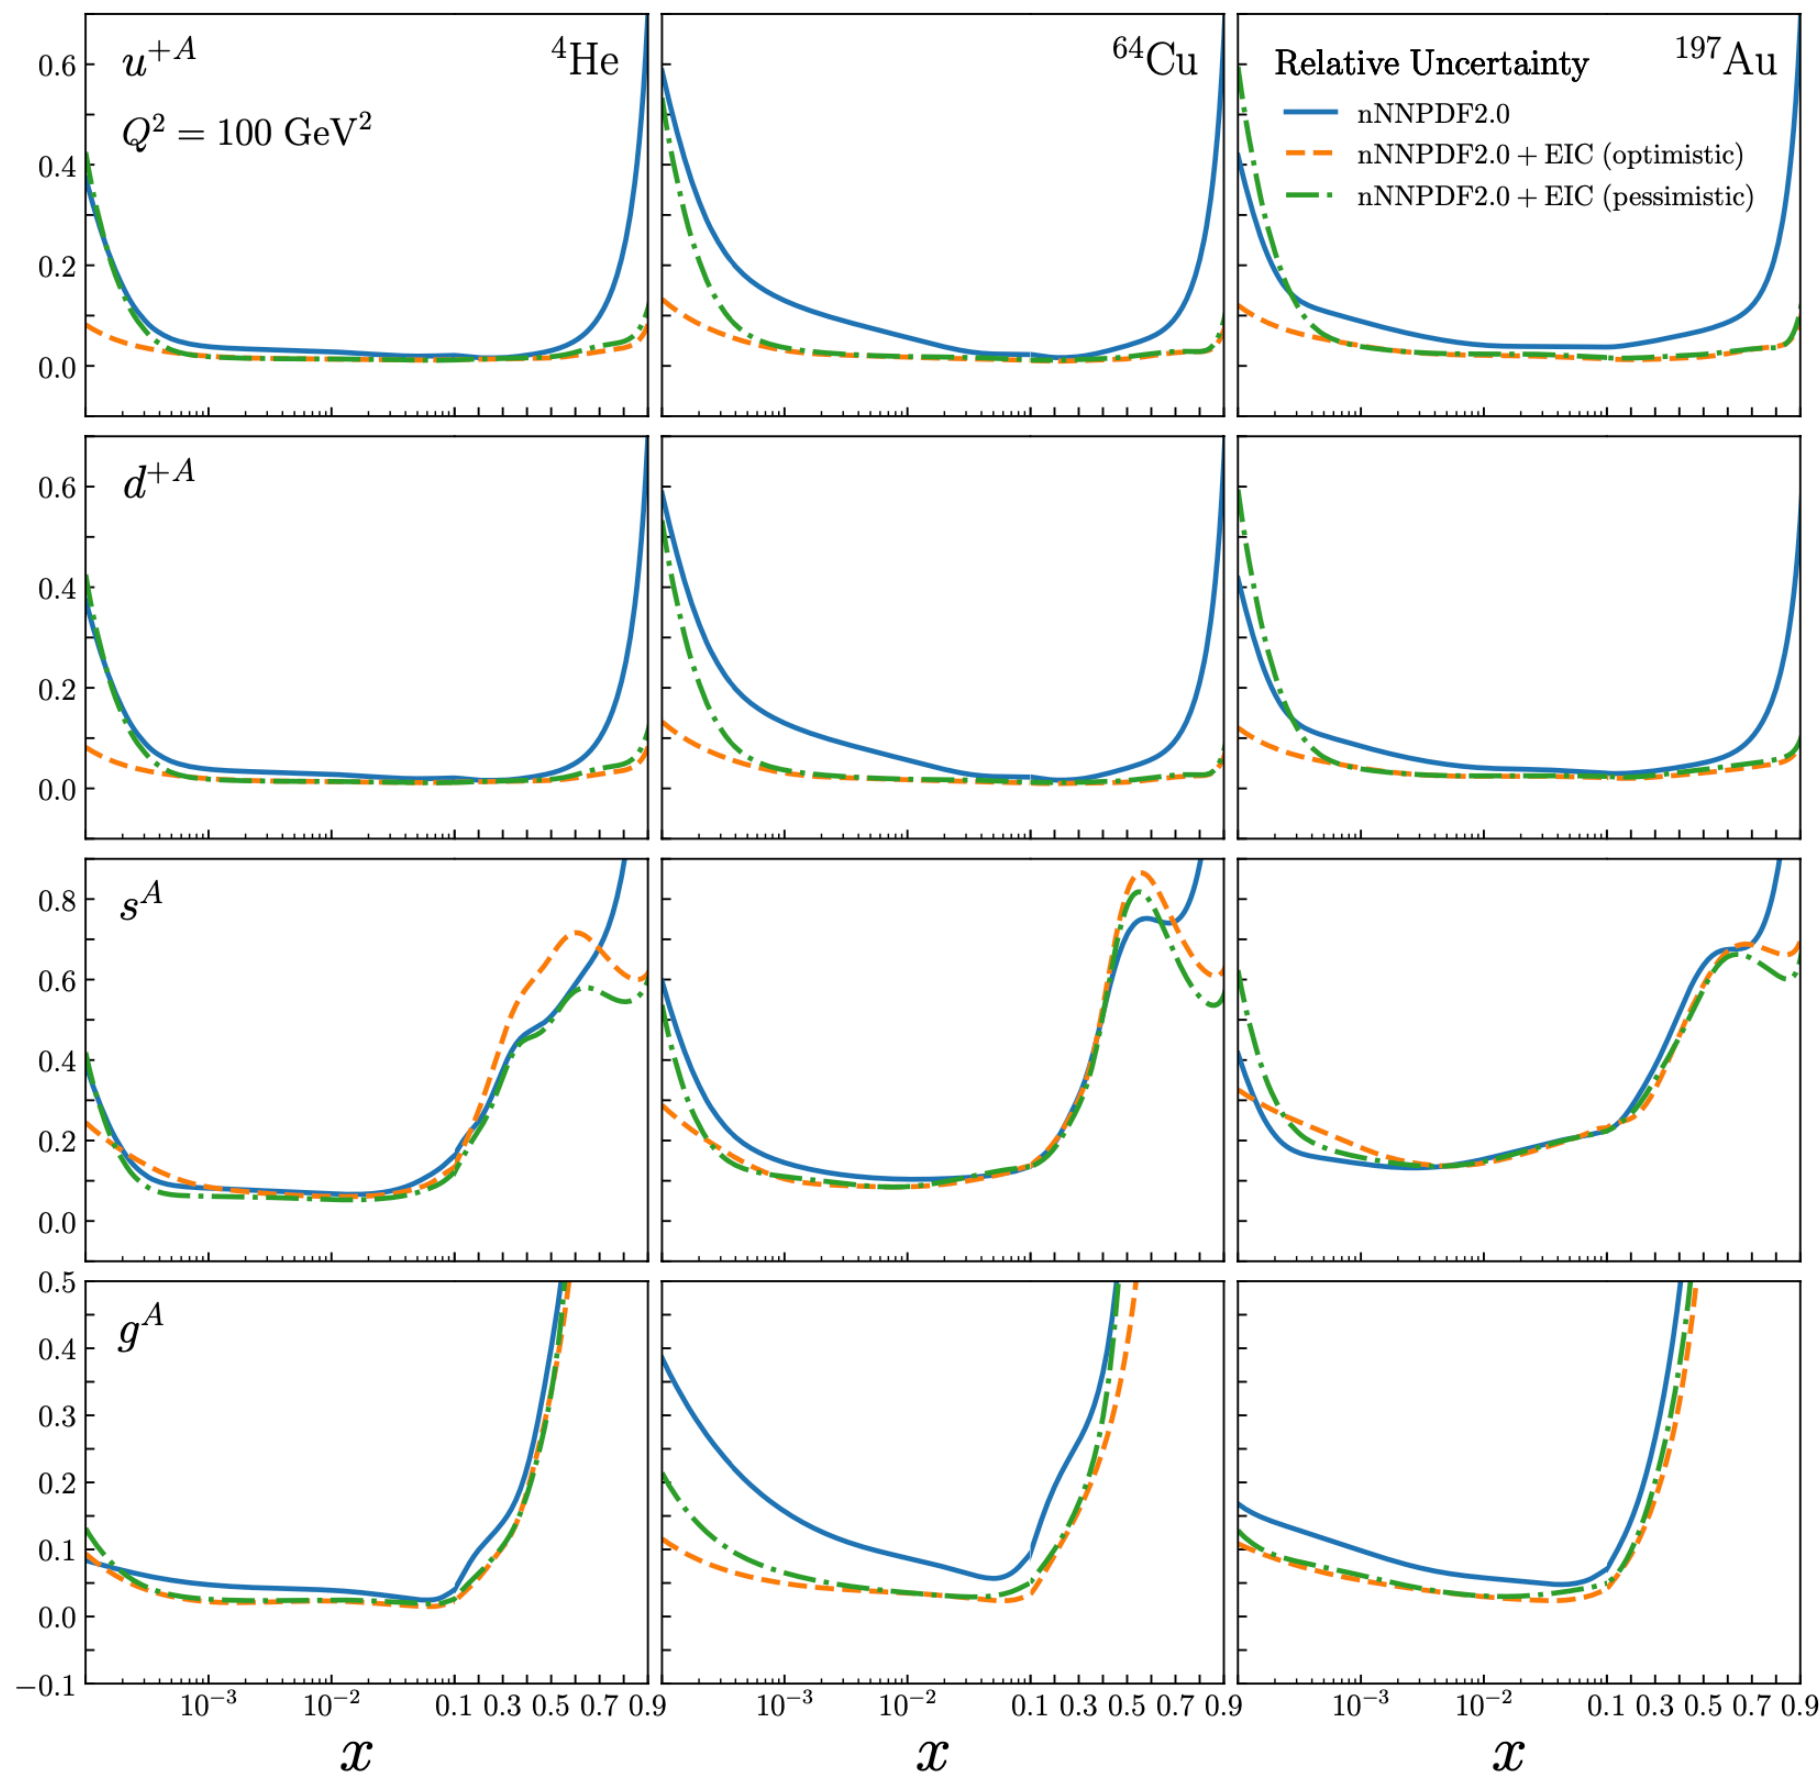 u^{+A}
^4He
^{64}Cu
Relative Uncertainty
^{197}Au
Q^2 = 100 GeV^2
nNNPDF2.0
nNNPDF2.0 + EIC (optimistic)
nNNPDF2.0 + EIC (pessimistic)
0.6
0.4
0.2
0.0
d^{+A}
0.6
0.4
0.2
0.0
s^A
0.8
0.6
0.4
0.2
0.0
g^A
0.5
0.4
0.3
0.2
0.1
0.0
−0.1
10^{−3} 10^{−2} 0.1 0.3 0.5 0.7 0.9 10^{−3} 10^{−2} 0.1 0.3 0.5 0.7 9 10^{−3} 10^{−2} 0.1 0.3 0.5 0.7 0.9
x x x